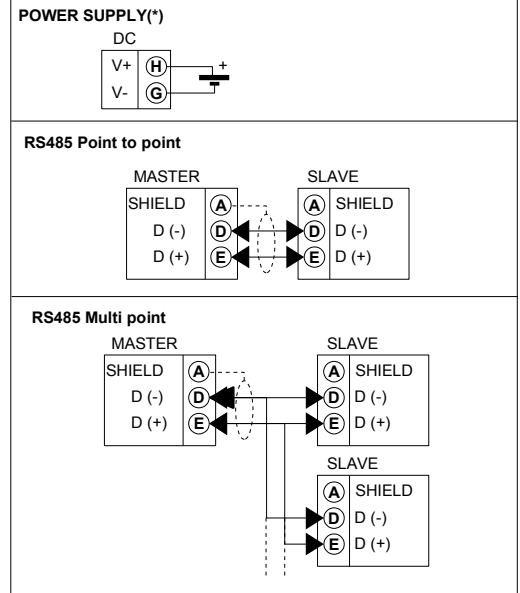 POWER SUPPLY(*)
DC
V+ H +
V- G
RS485 Point to point
MASTER SLAVE
SHIELD A A SHIELD
D (-) D D D (-)
D (+) E E D (+)
RS485 Multi point
MASTER SLAVE
SHIELD A A SHIELD
D (-) D D D (-)
D (+) E E D (+)
SLAVE
A SHIELD
D D (-)
E D (+)